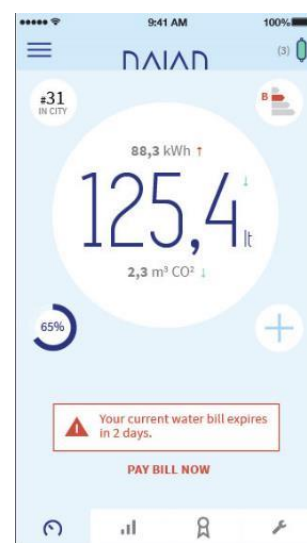 9:41 AM
100%
NAIAN
(3)
#31
IN CITY
B
88,3 kWh ↑
125,4 lt ↓
2,3 m³ CO² ↓
65%
Your current water bill expires
in 2 days.
PAY BILL NOW